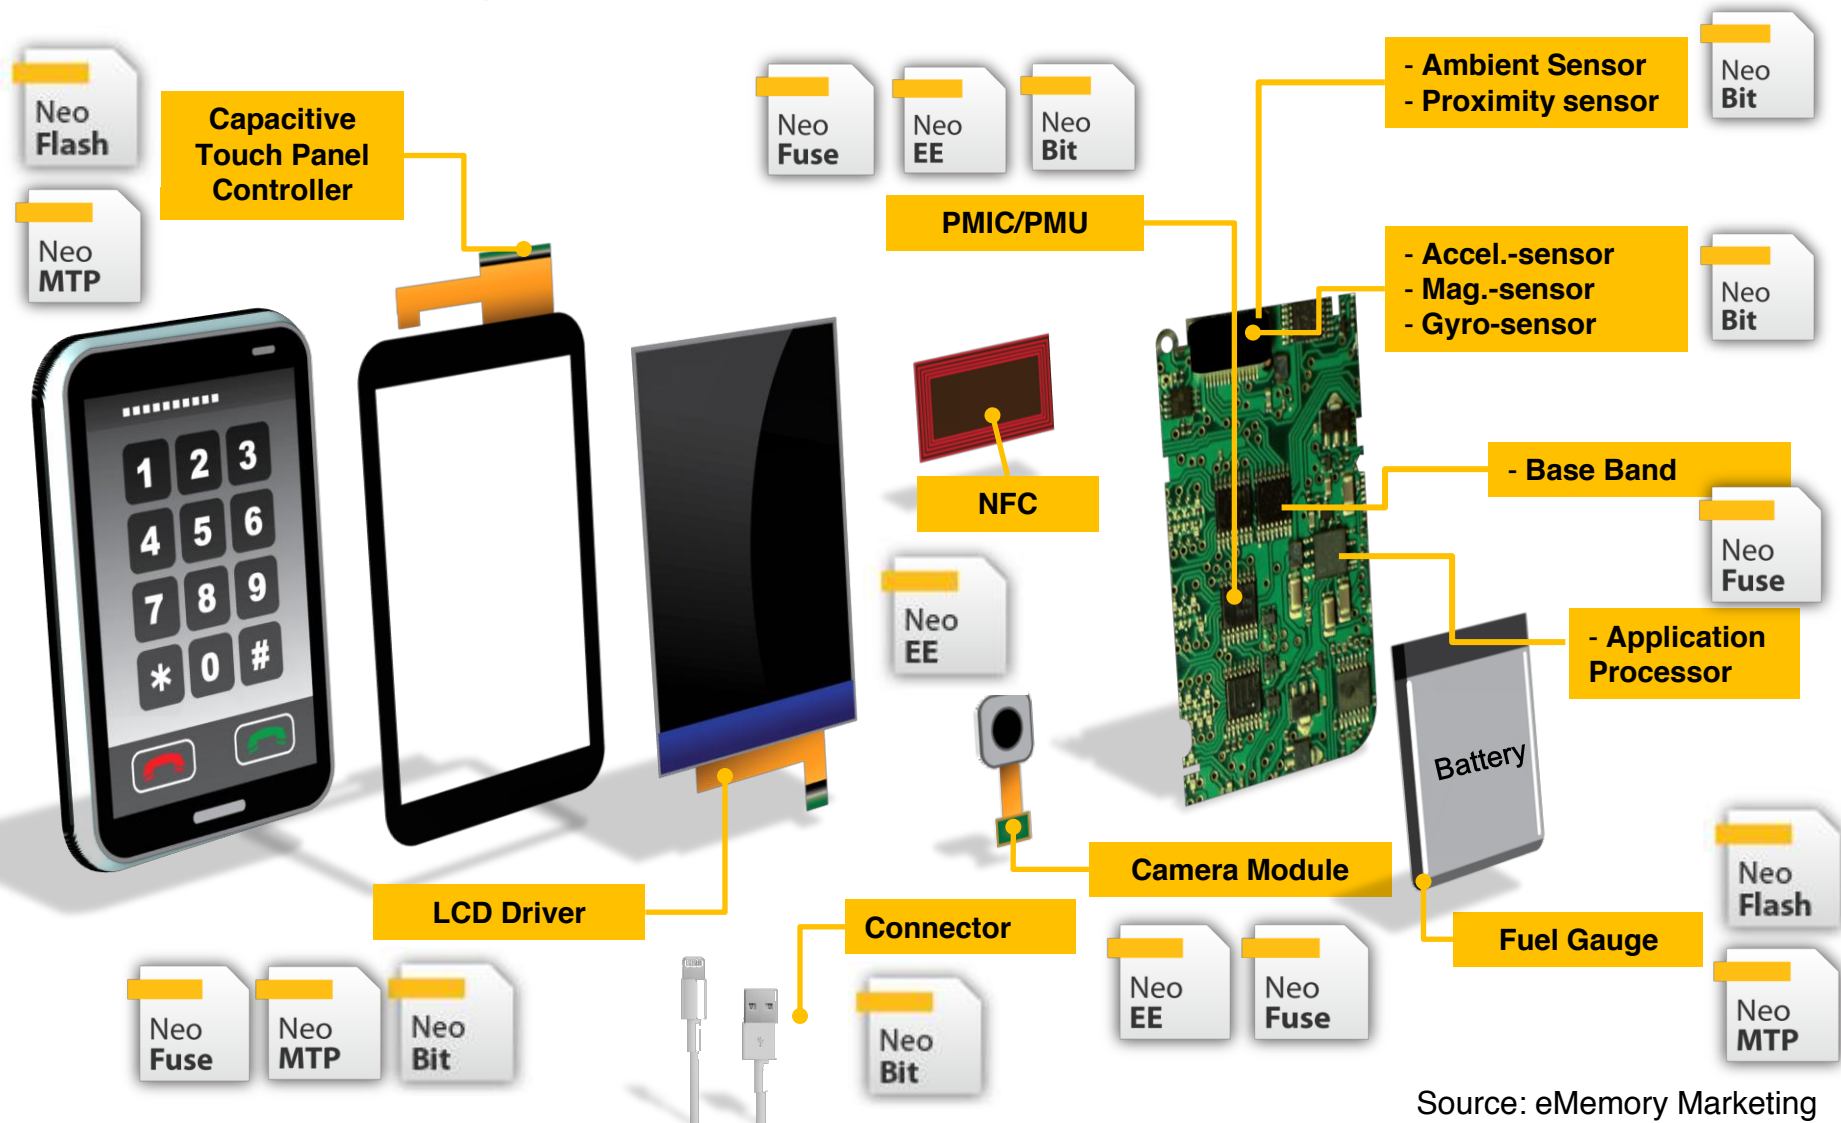 Neo
Flash
Neo
MTP
Capacitive
Touch Panel
Controller
Neo
Fuse
Neo
EE
Neo
Bit
PMIC/PMU
- Ambient Sensor
- Proximity sensor
Neo
Bit
- Accel.-sensor
- Mag.-sensor
- Gyro-sensor
Neo
Bit
1 2 3
4 5 6
7 8 9
* 0 #
NFC
Neo
EE
- Base Band
Neo
Fuse
- Application
Processor
Battery
LCD Driver
Neo
Fuse
Neo
MTP
Neo
Bit
Connector
Neo
Bit
Camera Module
Neo
EE
Neo
Fuse
Fuel Gauge
Neo
Flash
Neo
MTP
Source: eMemory Marketing